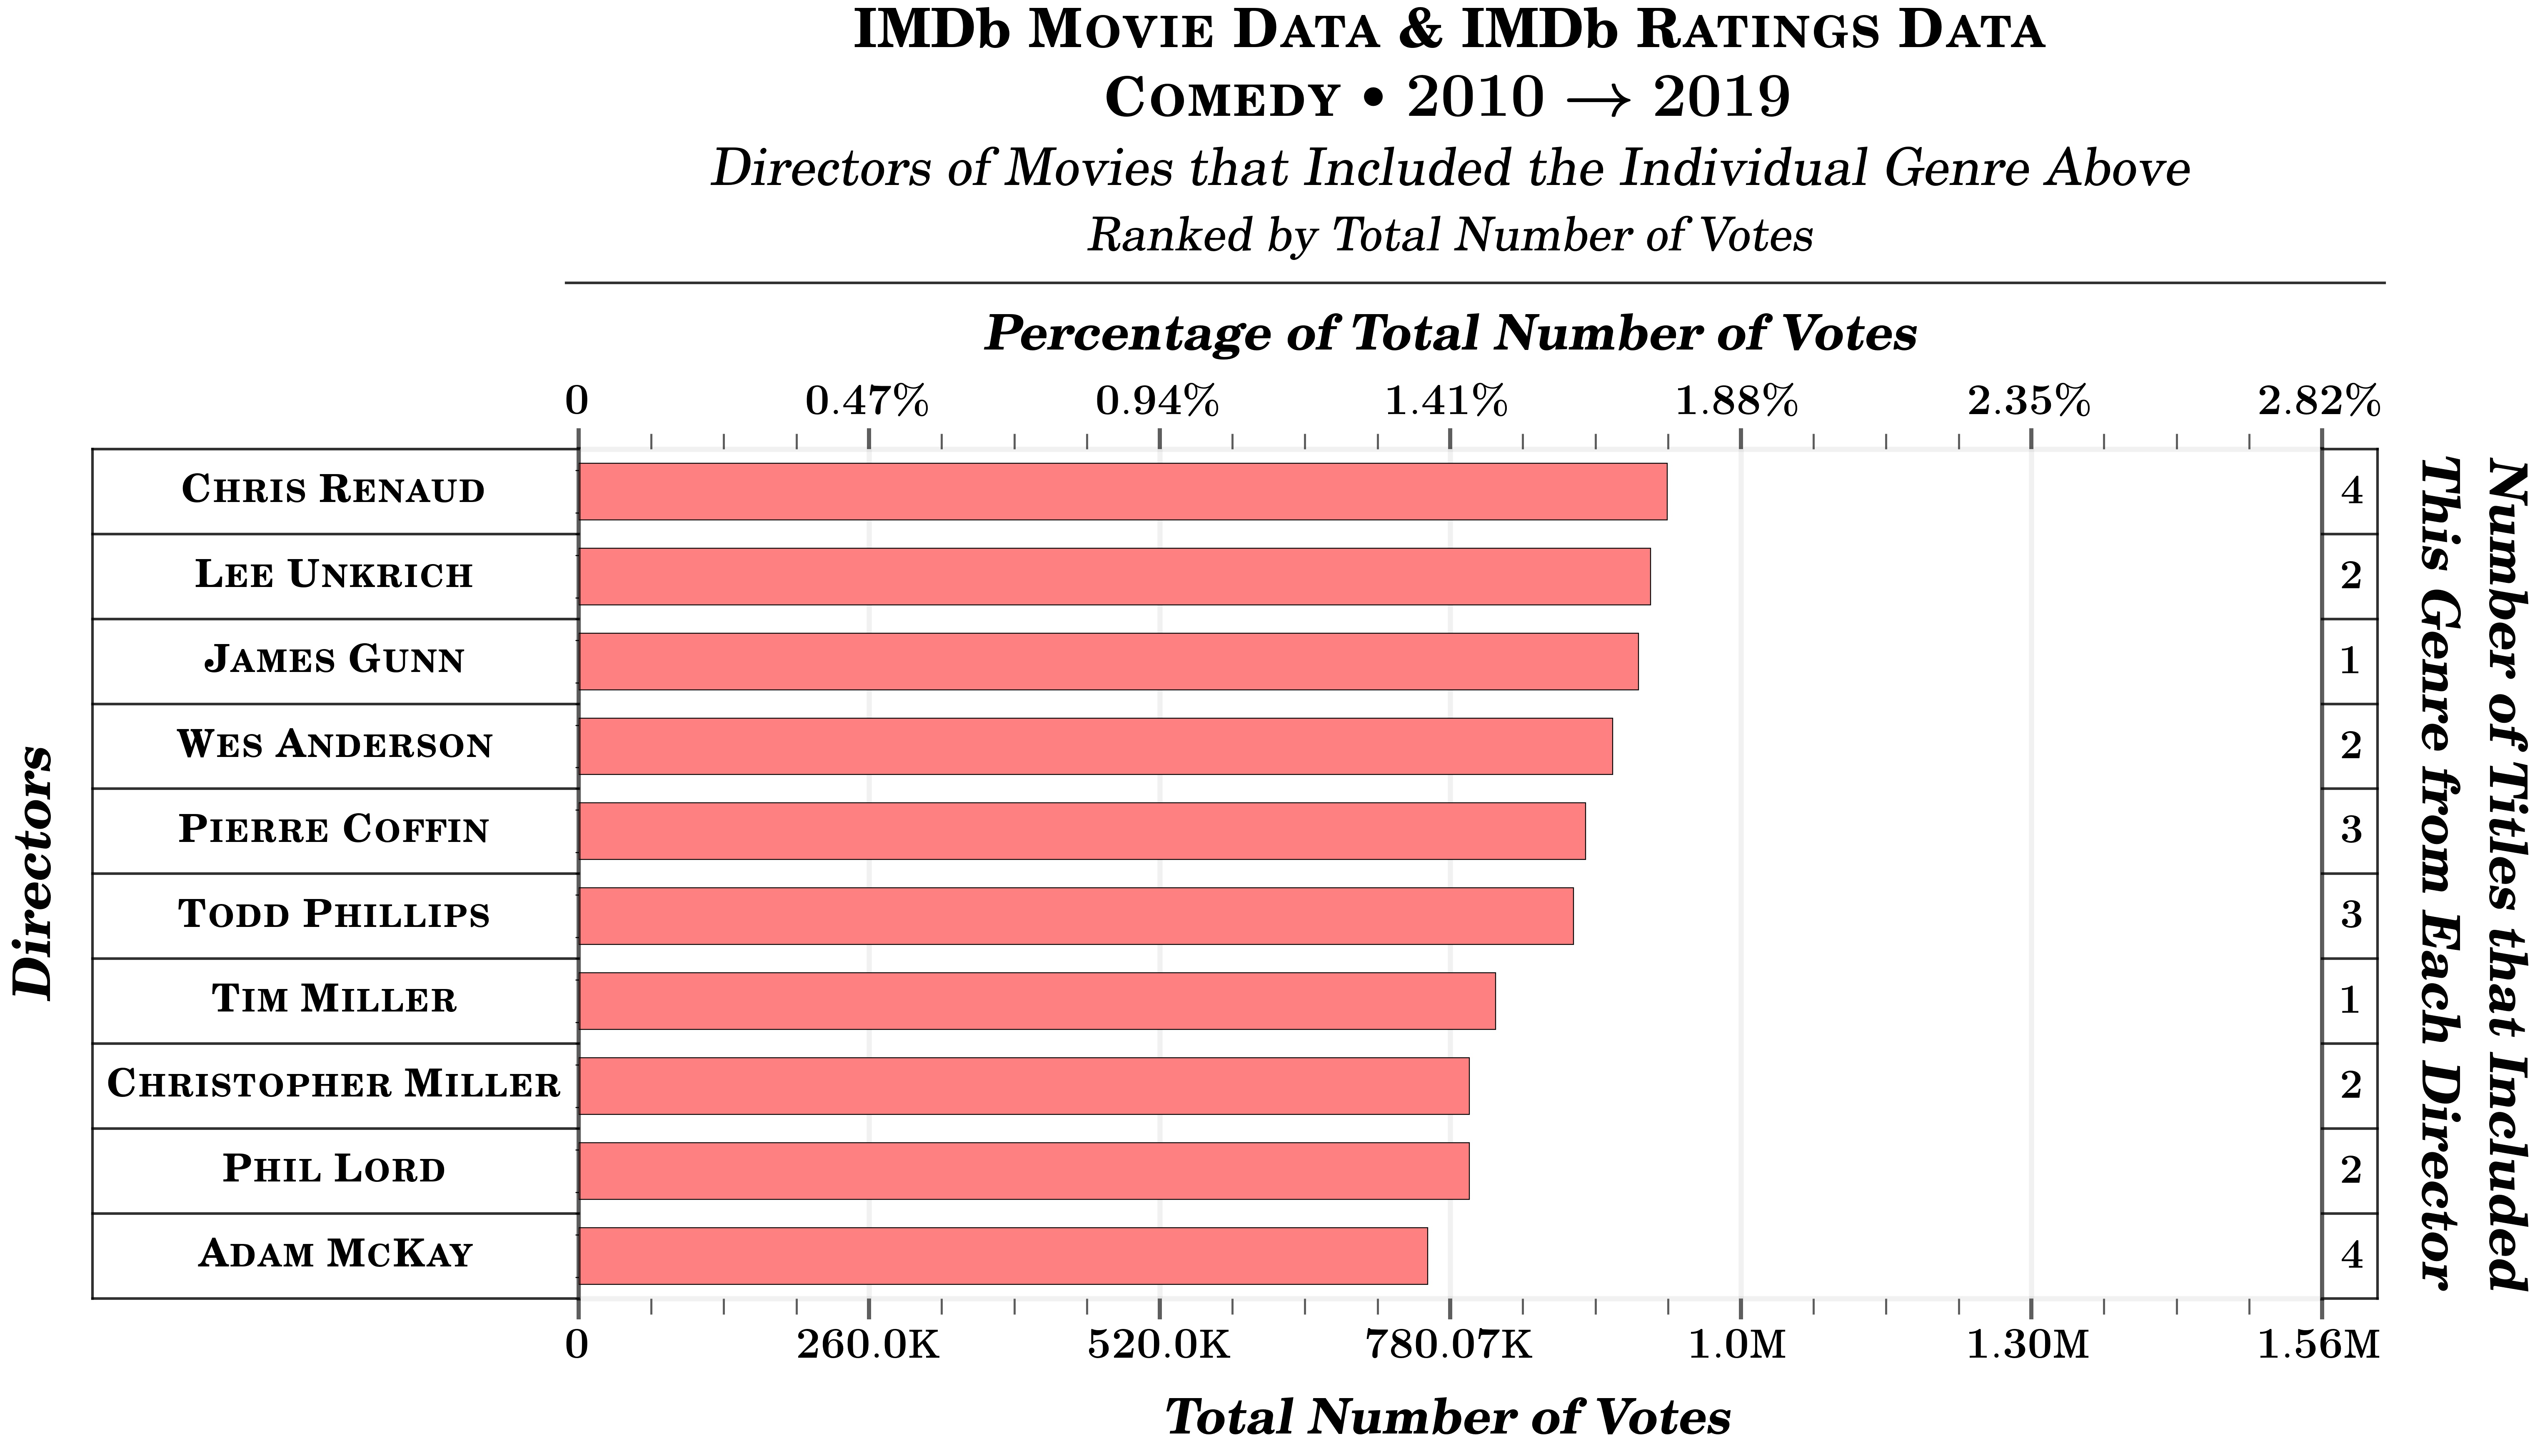 IMDb Movie Data & IMDb Ratings Data
Comedy • 2010 → 2019
Directors of Movies that Included the Individual Genre Above
Ranked by Total Number of Votes
Percentage of Total Number of Votes
0 0.47% 0.94% 1.41% 1.88% 2.35% 2.82%
Directors
Chris Renaud 4
Lee Unkrich 2
James Gunn 1
Wes Anderson 2
Pierre Coffin 3
Todd Phillips 3
Tim Miller 1
Christopher Miller 2
Phil Lord 2
Adam McKay 4
Number of Titles that Included
This Genre from Each Director
0 260.0K 520.0K 780.07K 1.0M 1.30M 1.56M
Total Number of Votes